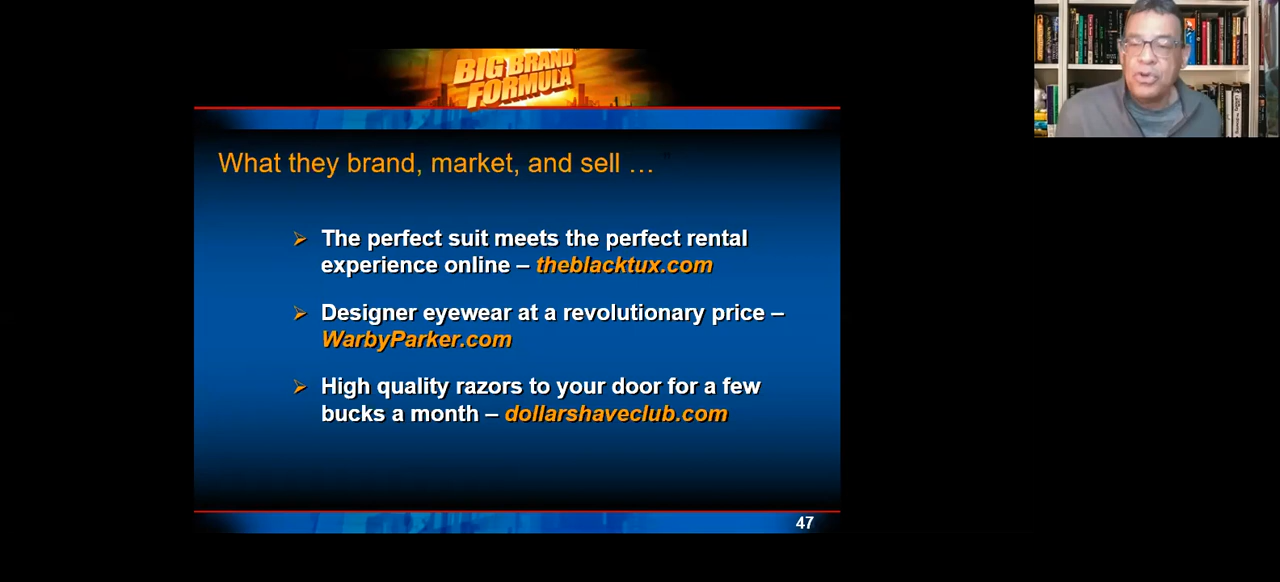 BIG BRAND
FORMULA
What they brand, market, and sell …
The perfect suit meets the perfect rental
experience online – theblacktux.com
Designer eyewear at a revolutionary price –
WarbyParker.com
High quality razors to your door for a few
bucks a month – dollarshaveclub.com
47